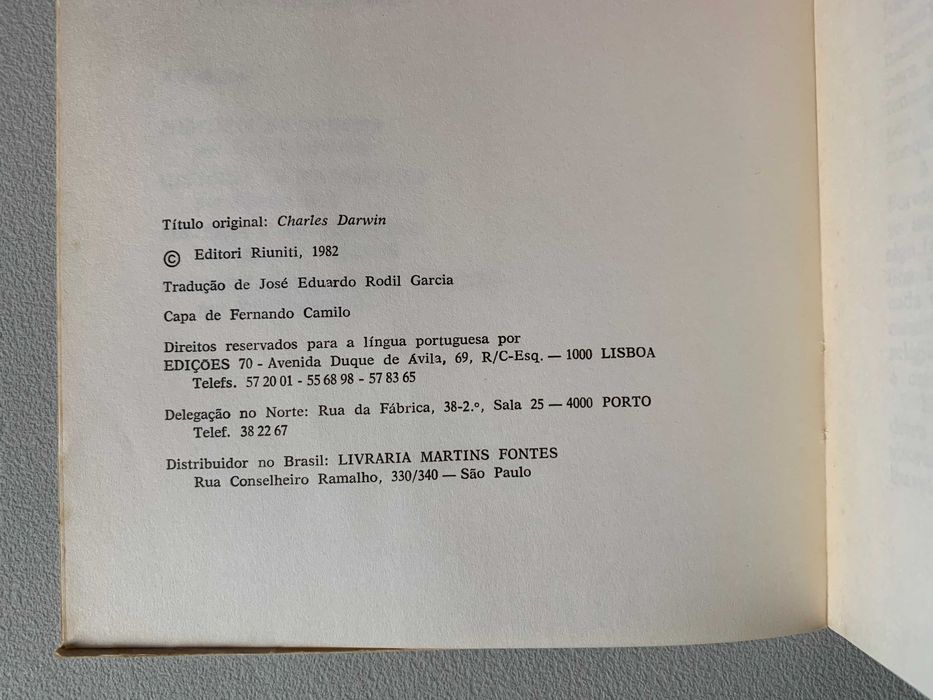 Título original: Charles Darwin
© Editori Riuniti, 1982
Tradução de José Eduardo Rodil Garcia
Capa de Fernando Camilo
Direitos reservados para a língua portuguesa por
EDIÇÕES 70 - Avenida Duque de Ávila, 69, R/C-Esq. — 1000 LISBOA
Telefs. 57 20 01 - 55 68 98 - 57 83 65
Delegação no Norte: Rua da Fábrica, 38-2.º, Sala 25 — 4000 PORTO
Telef. 38 22 67
Distribuidor no Brasil: LIVRARIA MARTINS FONTES
Rua Conselheiro Ramalho, 330/340 — São Paulo